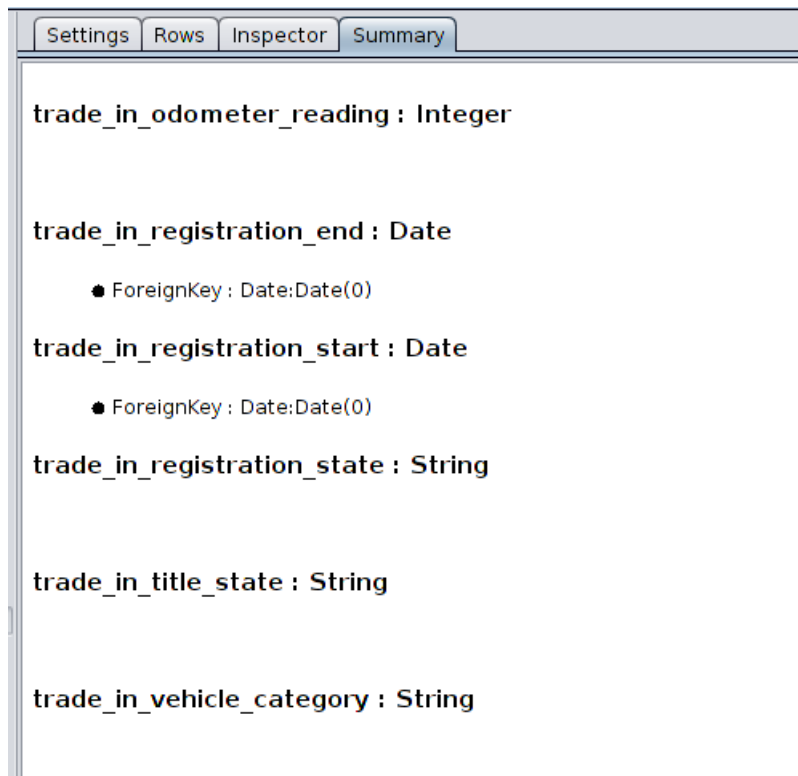 Settings Rows Inspector Summary
trade_in_odometer_reading : Integer
trade_in_registration_end : Date
● ForeignKey : Date:Date(0)
trade_in_registration_start : Date
● ForeignKey : Date:Date(0)
trade_in_registration_state : String
trade_in_title_state : String
trade_in_vehicle_category : String